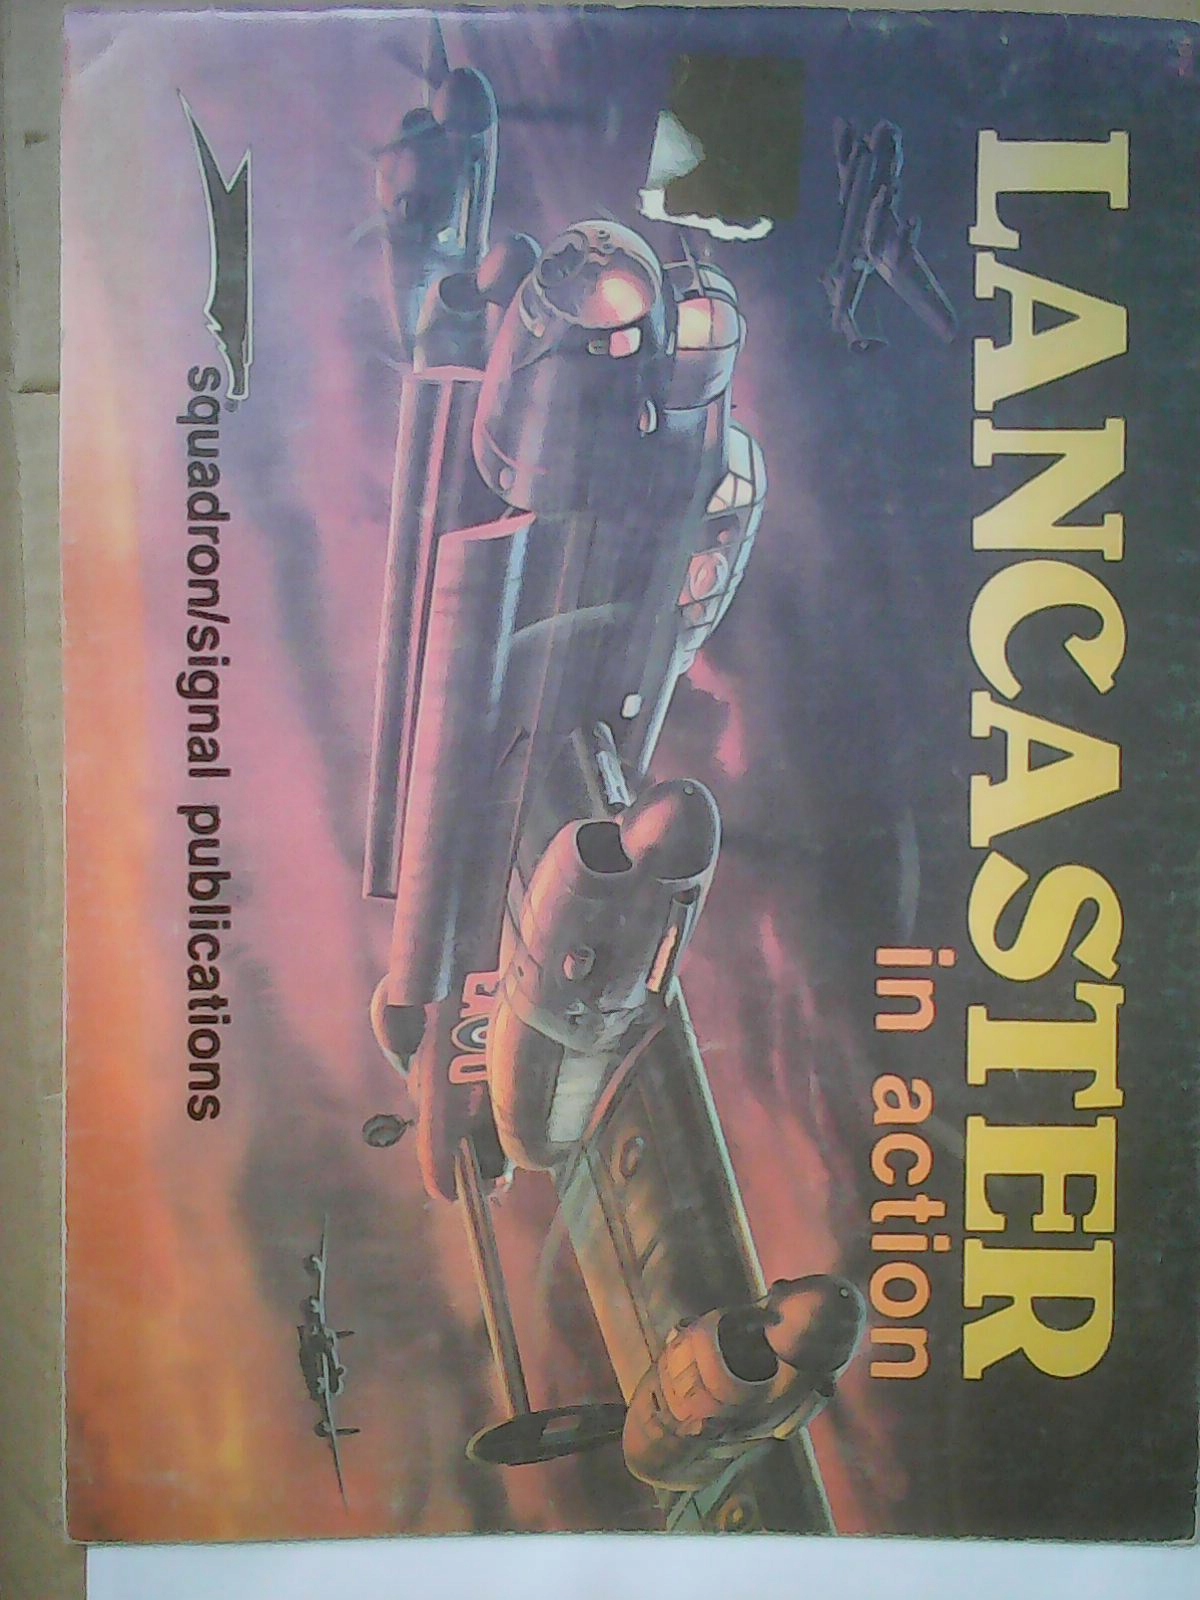 LANCASTER
in action
squadron/signal publications